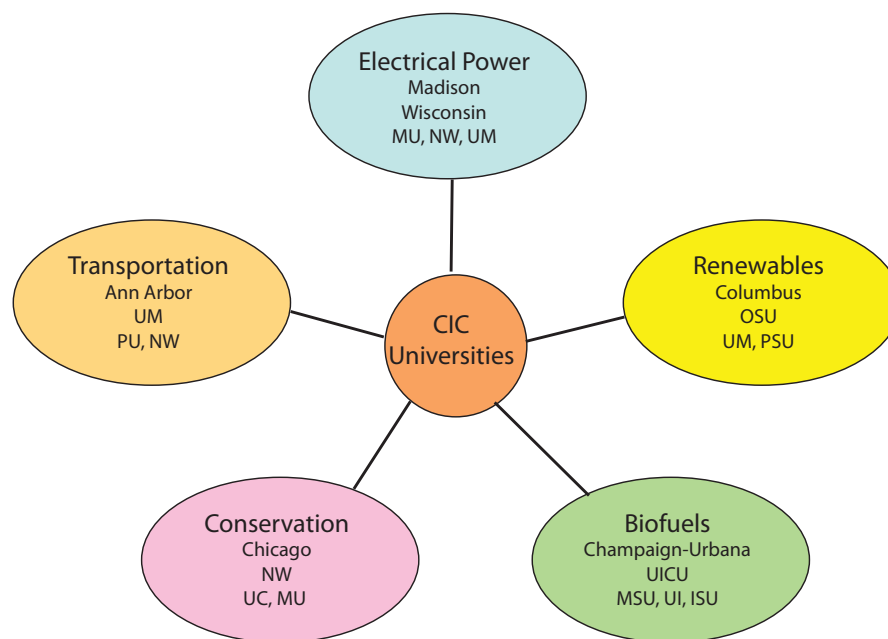 Electrical Power
Madison
Wisconsin
MU, NW, UM
Transportation
Ann Arbor
UM
PU, NW
Renewables
Columbus
OSU
UM, PSU
CIC
Universities
Conservation
Chicago
NW
UC, MU
Biofuels
Champaign-Urbana
UICU
MSU, UI, ISU